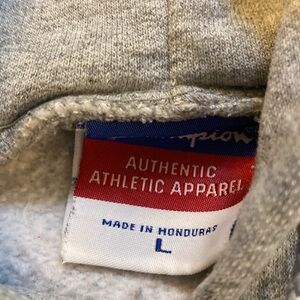 AUTHENTIC
ATHLETIC APPAREL
MADE IN HONDURAS
L